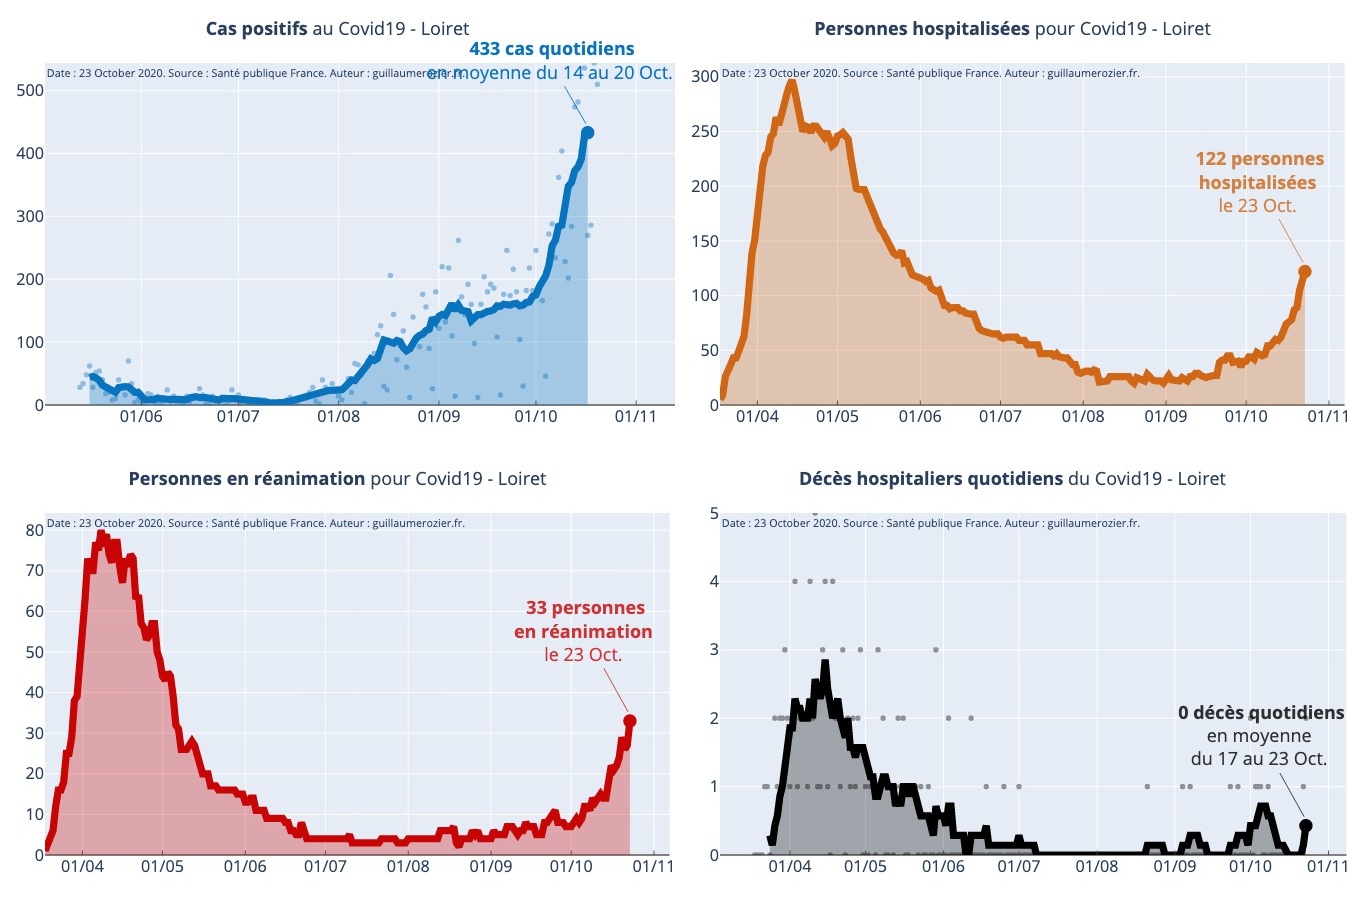 Cas positifs au Covid19 - Loiret
433 cas quotidiens
en moyenne du 14 au 20 Oct.
Date : 23 October 2020. Source : Santé publique France. Auteur : guillaumerozier.fr.
500
400
300
200
100
0
01/06 01/07 01/08 01/09 01/10 01/11
Personnes hospitalisées pour Covid19 - Loiret
Date : 23 October 2020. Source : Santé publique France. Auteur : guillaumerozier.fr.
300
250
200
150
100
50
0
122 personnes
hospitalisées
le 23 Oct.
01/04 01/05 01/06 01/07 01/08 01/09 01/10 01/11
Personnes en réanimation pour Covid19 - Loiret
Date : 23 October 2020. Source : Santé publique France. Auteur : guillaumerozier.fr.
80
70
60
50
40
30
20
10
0
33 personnes
en réanimation
le 23 Oct.
01/04 01/05 01/06 01/07 01/08 01/09 01/10 01/11
Décès hospitaliers quotidiens du Covid19 - Loiret
Date : 23 October 2020. Source : Santé publique France. Auteur : guillaumerozier.fr.
5
4
3
2
1
0
0 décès quotidiens
en moyenne
du 17 au 23 Oct.
01/04 01/05 01/06 01/07 01/08 01/09 01/10 01/11